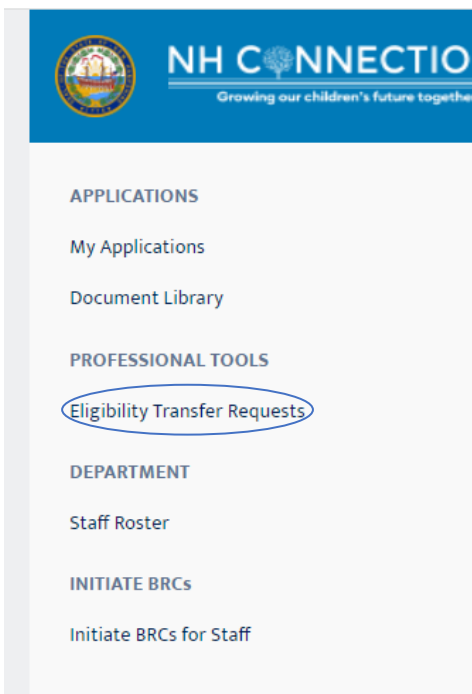 NH CONNECTIO
Growing our children's future togethe
APPLICATIONS
My Applications
Document Library
PROFESSIONAL TOOLS
Eligibility Transfer Requests
DEPARTMENT
Staff Roster
INITIATE BRCs
Initiate BRCs for Staff